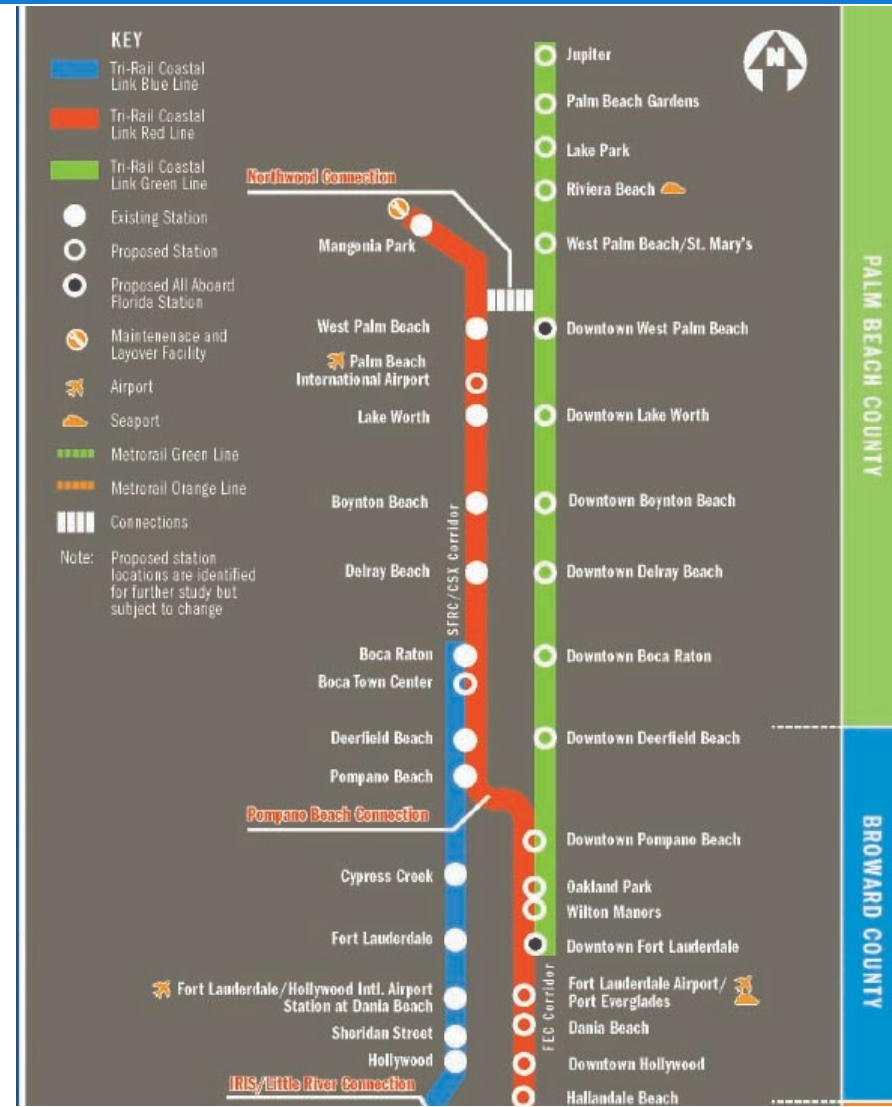 KEY
Tri-Rail Coastal
Link Blue Line
Tri-Rail Coastal
Link Red Line
Tri-Rail Coastal
Link Green Line
Existing Station
Proposed Station
Proposed All Aboard
Florida Station
Maintenenace and
Layover Facility
Airport
Seaport
Metrorail Green Line
Metrorail Orange Line
Connections
Note:
Proposed station
locations are identified
for further study but
subject to change
N
Northwood Connection
Mangonia Park
West Palm Beach
Palm Beach
International Airport
Lake Worth
Boynton Beach
Delray Beach
SFRC/CSX Corridor
Boca Raton
Boca Town Center
Deerfield Beach
Pompano Beach
Pompano Beach Connection
Cypress Creek
Fort Lauderdale
Fort Lauderdale/Hollywood Intl. Airport
Station at Dania Beach
Sheridan Street
Hollywood
IRIS/Little River Connection
Jupiter
Palm Beach Gardens
Lake Park
Riviera Beach
West Palm Beach/St. Mary's
Downtown West Palm Beach
Downtown Lake Worth
Downtown Boynton Beach
Downtown Delray Beach
Downtown Boca Raton
Downtown Deerfield Beach
Downtown Pompano Beach
Oakland Park
Wilton Manors
Downtown Fort Lauderdale
FEC Corridor
Fort Lauderdale Airport/
Port Everglades
Dania Beach
Downtown Hollywood
Hallandale Beach
PALM BEACH COUNTY
BROWARD COUNTY